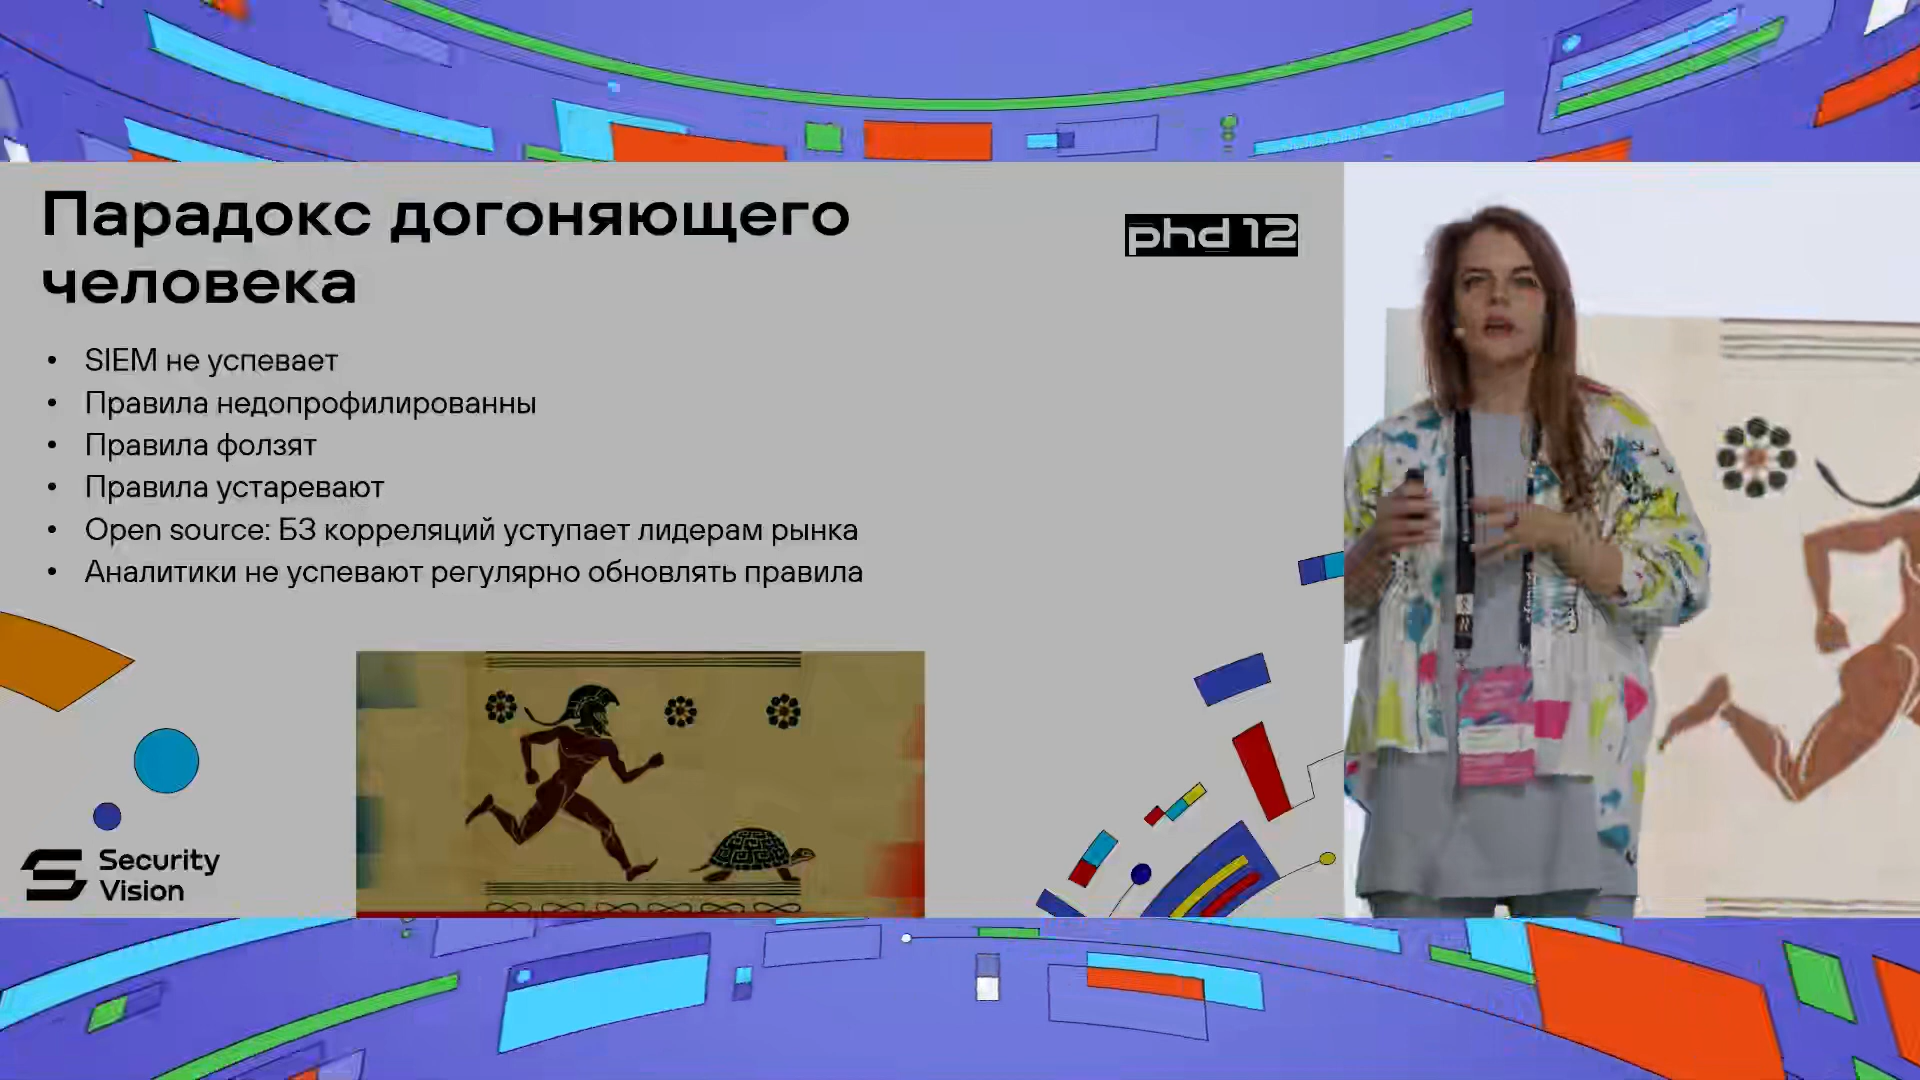 Парадокс догоняющего
человека
phd 12
• SIEM не успевает
• Правила недопрофилированны
• Правила фолзят
• Правила устаревают
• Open source: БЗ корреляций уступает лидерам рынка
• Аналитики не успевают регулярно обновлять правила
Security
Vision